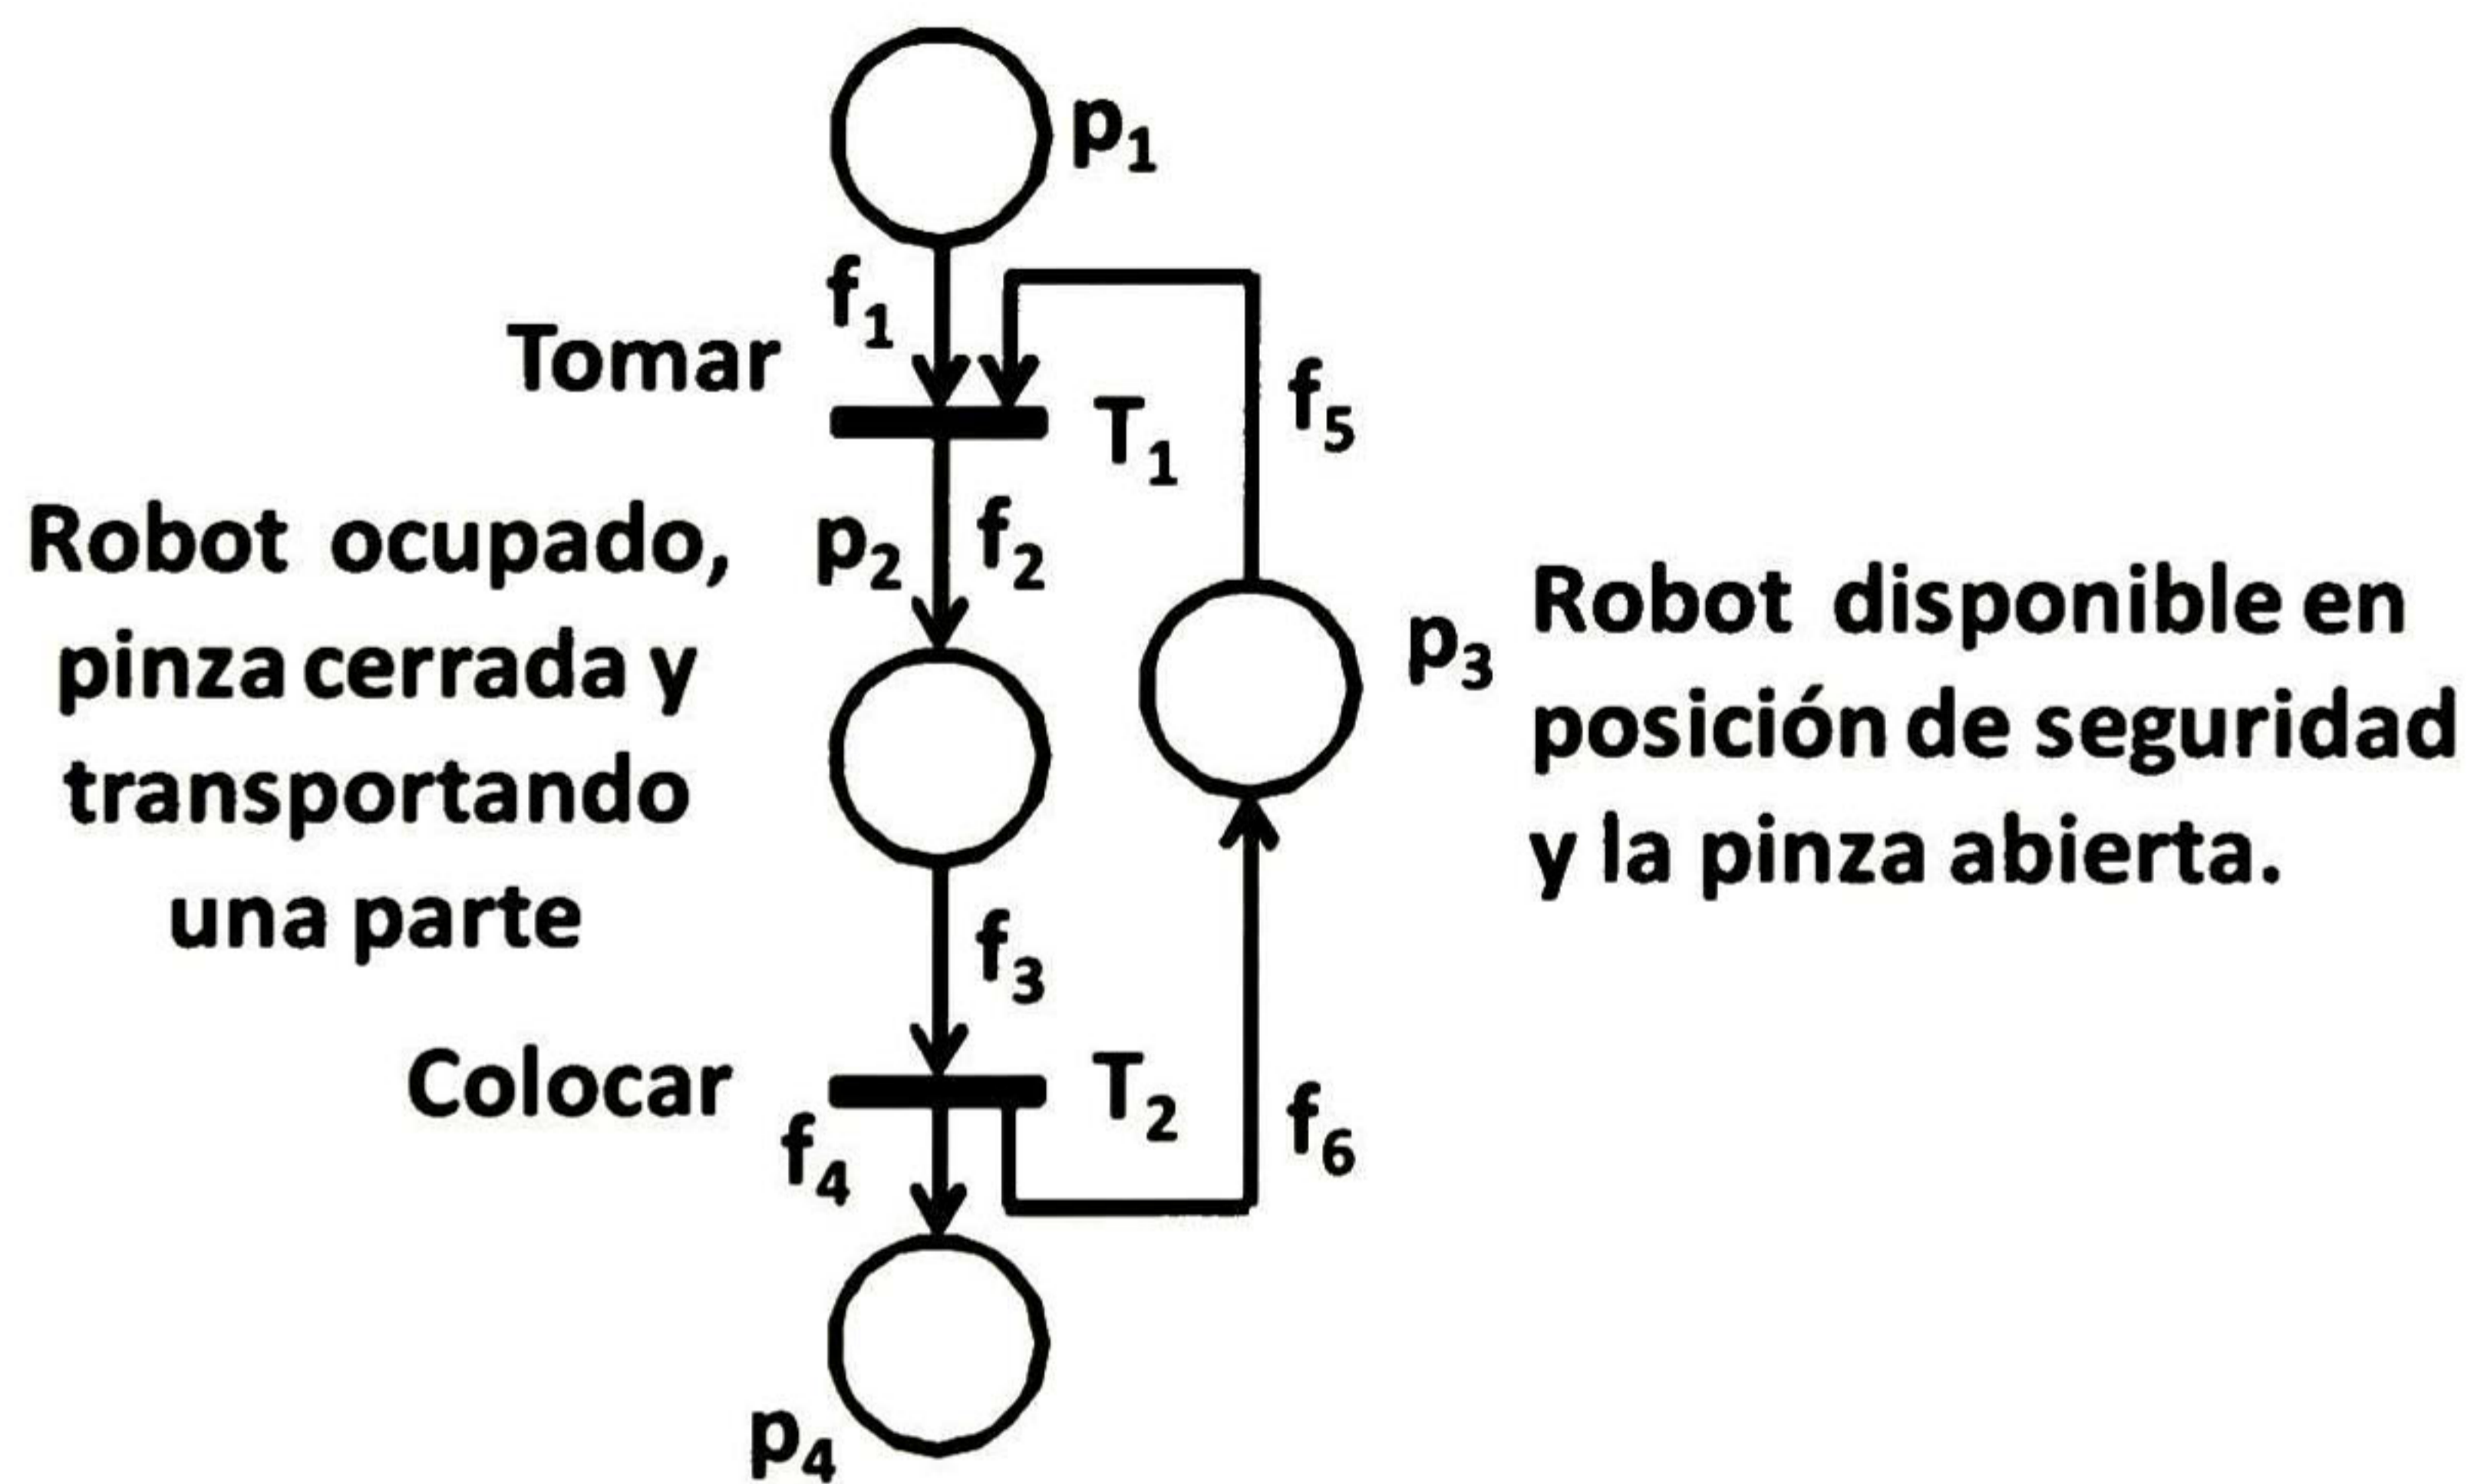 p₁
f₁
Tomar
T₁
f₅
Robot ocupado,
pinza cerrada y
transportando
una parte
p₂
f₂
p₃
Robot disponible en
posición de seguridad
y la pinza abierta.
f₃
Colocar
T₂
f₄
f₆
p₄